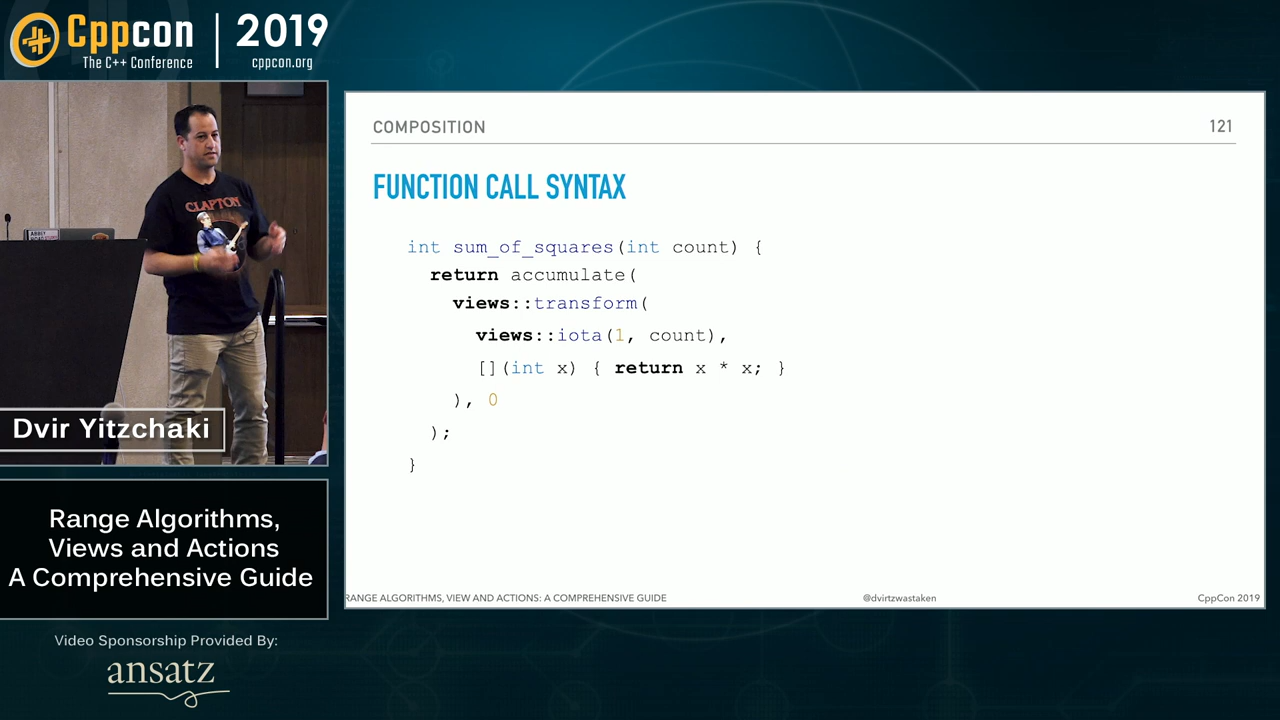 Cppcon
The C++ Conference
2019
cppcon.org
CLAPTON
Dvir Yitzchaki
Range Algorithms,
Views and Actions
A Comprehensive Guide
Video Sponsorship Provided By:
ansatz
COMPOSITION
121
FUNCTION CALL SYNTAX
int sum_of_squares(int count) {
return accumulate(
views::transform(
views::iota(1, count),
[](int x) { return x * x; }
), 0
);
}
RANGE ALGORITHMS, VIEW AND ACTIONS: A COMPREHENSIVE GUIDE
@dvirtzwastaken
CppCon 2019